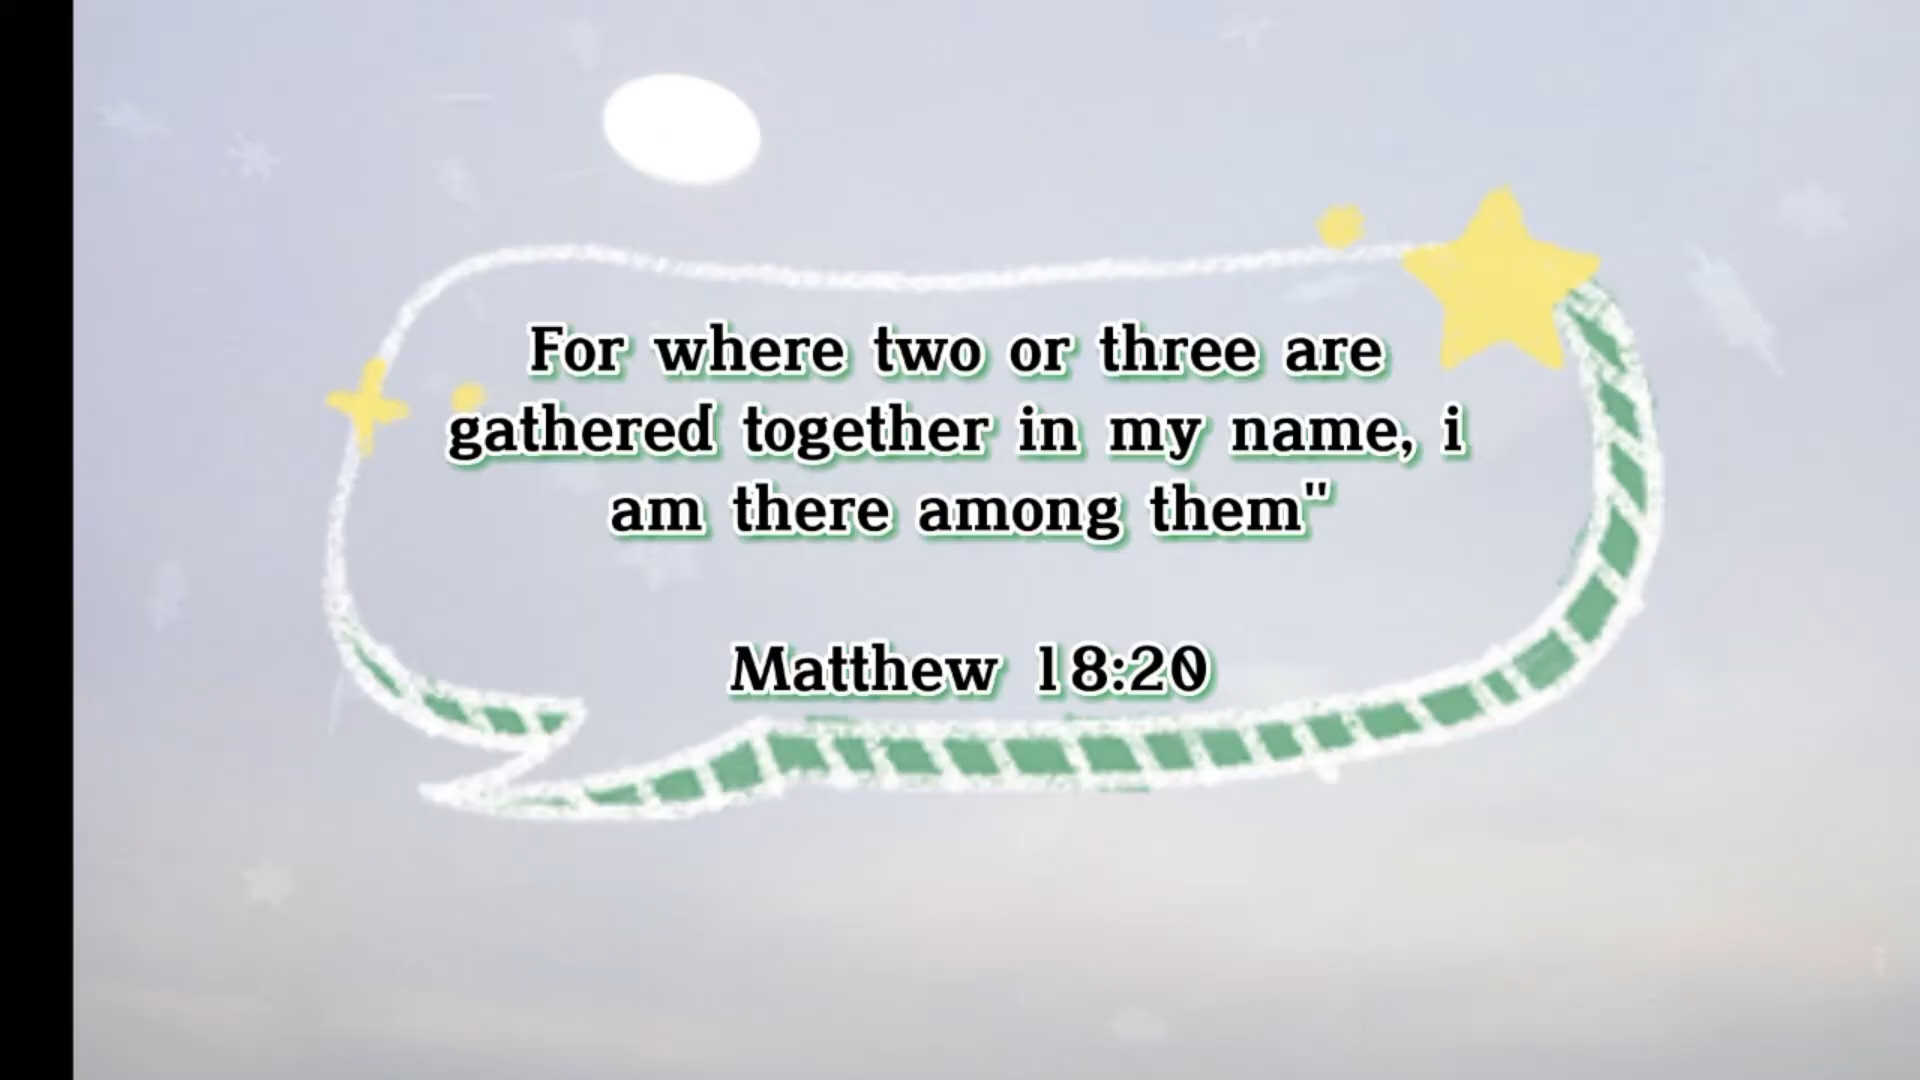 For where two or three are
gathered together in my name, i
am there among them"
Matthew 18:20